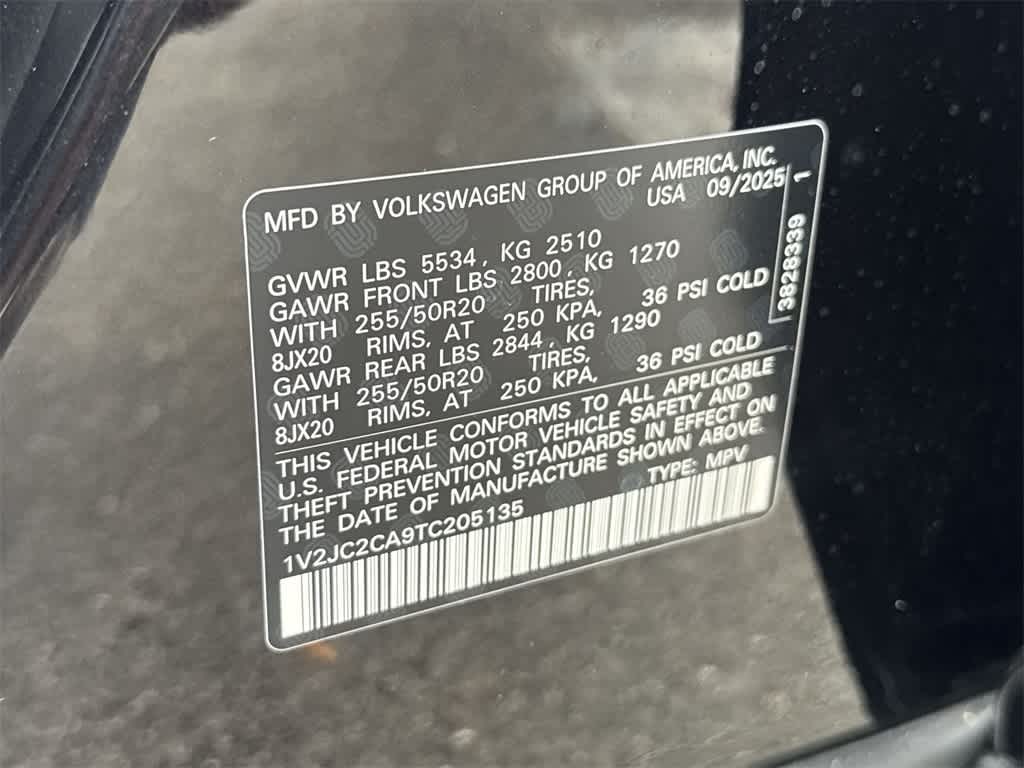 MFD BY VOLKSWAGEN GROUP OF AMERICA, INC.
USA 09/2025
GVWR LBS 5534, KG 2510
GAWR FRONT LBS 2800, KG 1270
WITH 255/50R20 TIRES,
8JX20 RIMS, AT 250 KPA, 36 PSI COLD
GAWR REAR LBS 2844, KG 1290
WITH 255/50R20 TIRES,
8JX20 RIMS, AT 250 KPA, 36 PSI COLD
THIS VEHICLE CONFORMS TO ALL APPLICABLE
U.S. FEDERAL MOTOR VEHICLE SAFETY AND
THEFT PREVENTION STANDARDS IN EFFECT ON
THE DATE OF MANUFACTURE SHOWN ABOVE.
1V2JC2CA9TC205135 TYPE: MPV
3828339 1